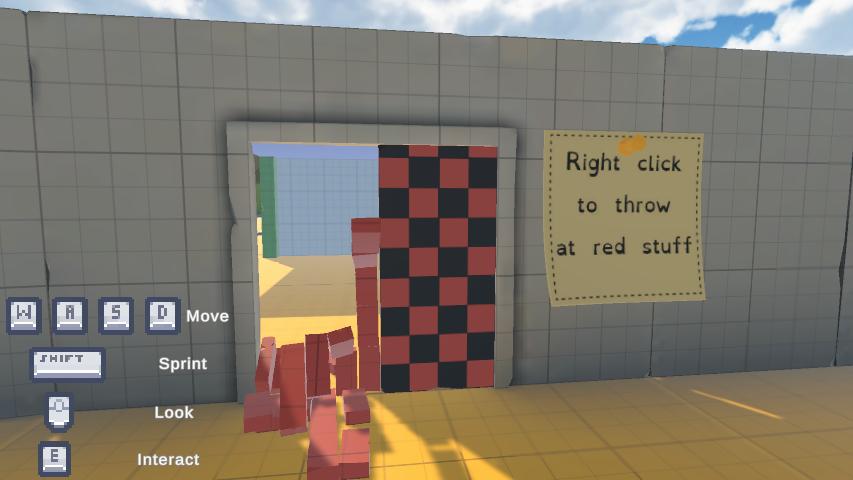 Right click
to throw
at red stuff
W A S D Move
SHIFT Sprint
Look
E Interact